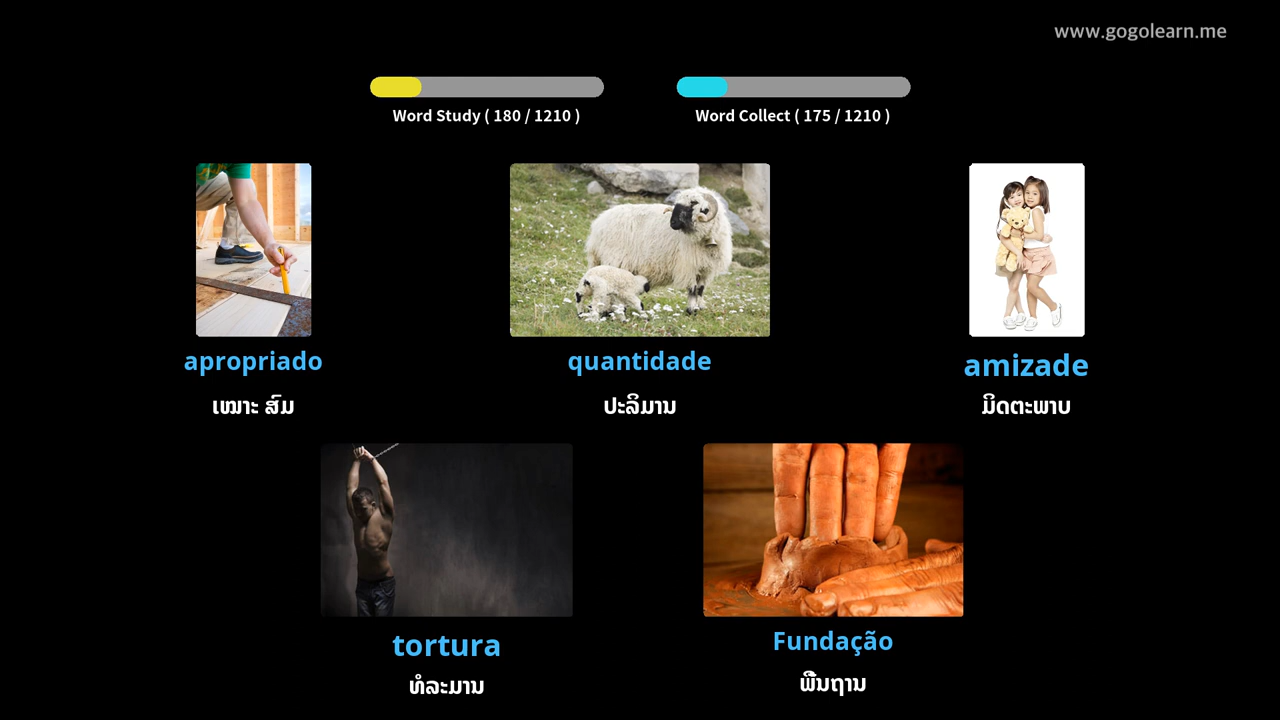 www.gogolearn.me
Word Study ( 180 / 1210 )
Word Collect ( 175 / 1210 )
apropriado
ເໝາະ ສົມ
quantidade
ປະລິມານ
amizade
ມິດຕະພາບ
tortura
ທໍລະມານ
Fundação
ພື້ນຖານ